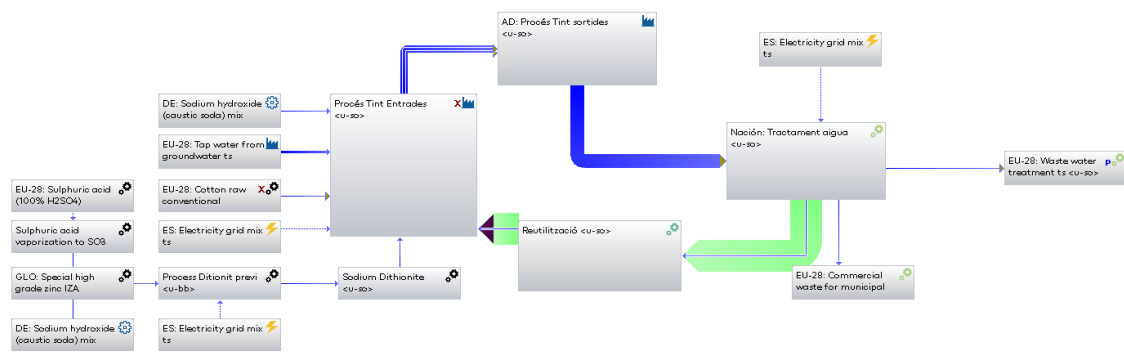 AD: Procés Tint sortides
<u-so>
ES: Electricity grid mix
ts
DE: Sodium hydroxide
(caustic soda) mix
Procés Tint Entrades
<u-so>
X
EU-28: Tap water from
groundwater ts
Nación: Tractament aigua
<u-so>
EU-28: Waste water
treatment ts <u-so>
p
EU-28: Sulphuric acid
(100% H2SO4)
EU-28: Cotton raw
conventional
X
Sulphuric acid
vaporization to SO3
ES: Electricity grid mix
ts
Reutilització <u-so>
GLO: Special high
grade zinc IZA
Process Ditionit previ
<u-bb>
Sodium Dithionite
<u-so>
EU-28: Commercial
waste for municipal
DE: Sodium hydroxide
(caustic soda) mix
ES: Electricity grid mix
ts